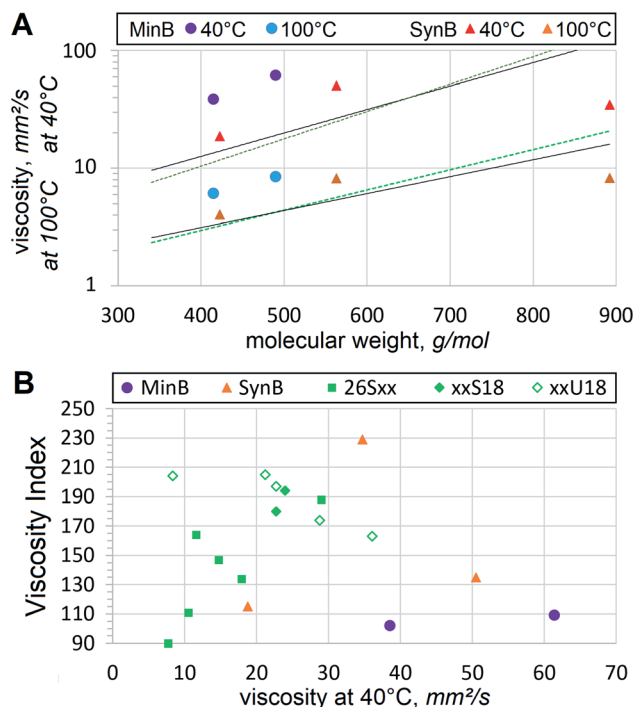 A
MinB 40°C 100°C SynB 40°C 100°C
viscosity, mm²/s
at 100°C at 40°C
100
10
1
300 400 500 600 700 800 900
molecular weight, g/mol
B
MinB SynB 26Sxx xxS18 xxU18
Viscosity Index
250
230
210
190
170
150
130
110
90
0 10 20 30 40 50 60 70
viscosity at 40°C, mm²/s